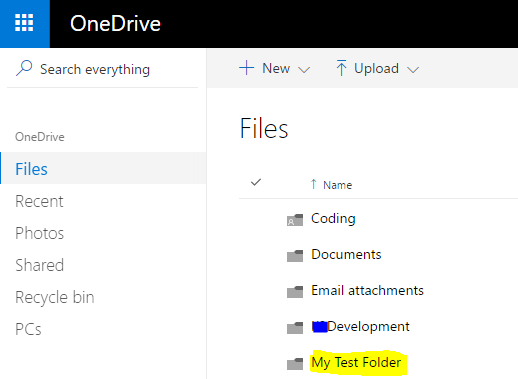 OneDrive
Search everything
New
Upload
OneDrive
Files
Recent
Photos
Shared
Recycle bin
PCs
Files
Name
Coding
Documents
Email attachments
Development
My Test Folder